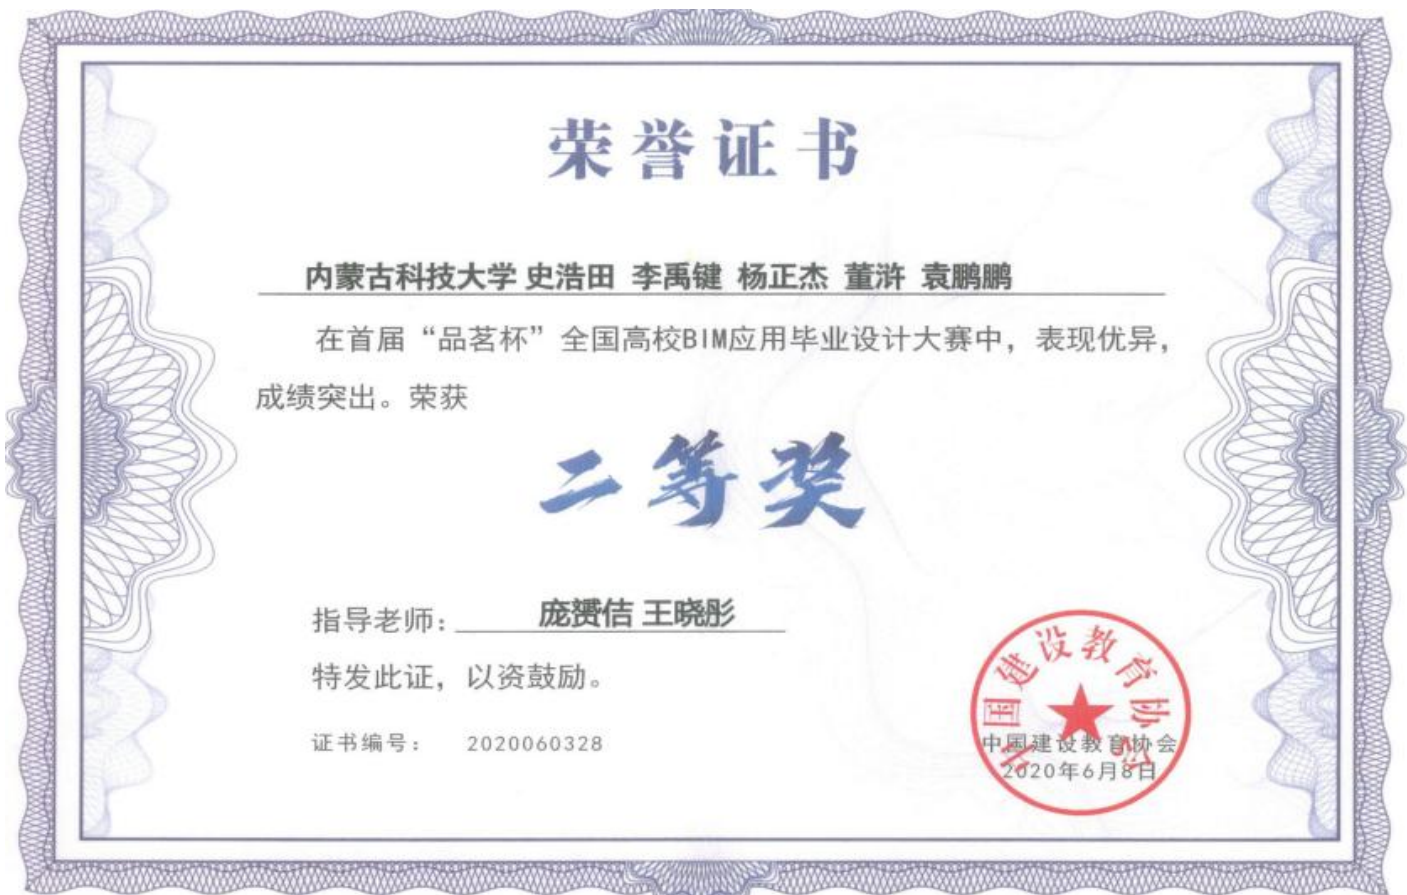 荣誉证书
内蒙古科技大学 史浩田 李禹键 杨正杰 董浒 袁鹏鹏
在首届“品茗杯”全国高校BIM应用毕业设计大赛中，表现优异，
成绩突出。荣获
二等奖
指导老师： 庞赟佶 王晓彤
特发此证，以资鼓励。
证书编号： 2020060328
中国建设教育协会
中国建设教育协会
2020年6月8日